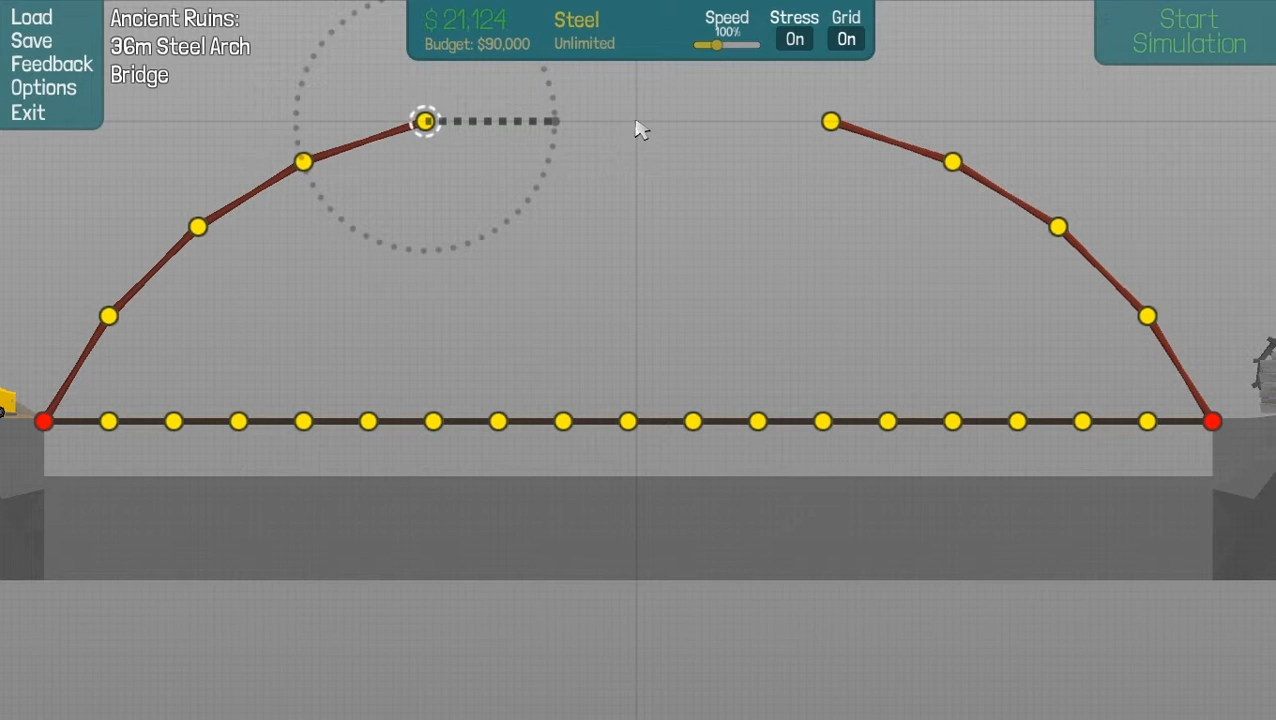 Load
Save
Feedback
Options
Exit
Ancient Ruins:
36m Steel Arch
Bridge
$ 21,124
Budget: $90,000
Steel
Unlimited
Speed
100%
Stress
On
Grid
On
Start
Simulation